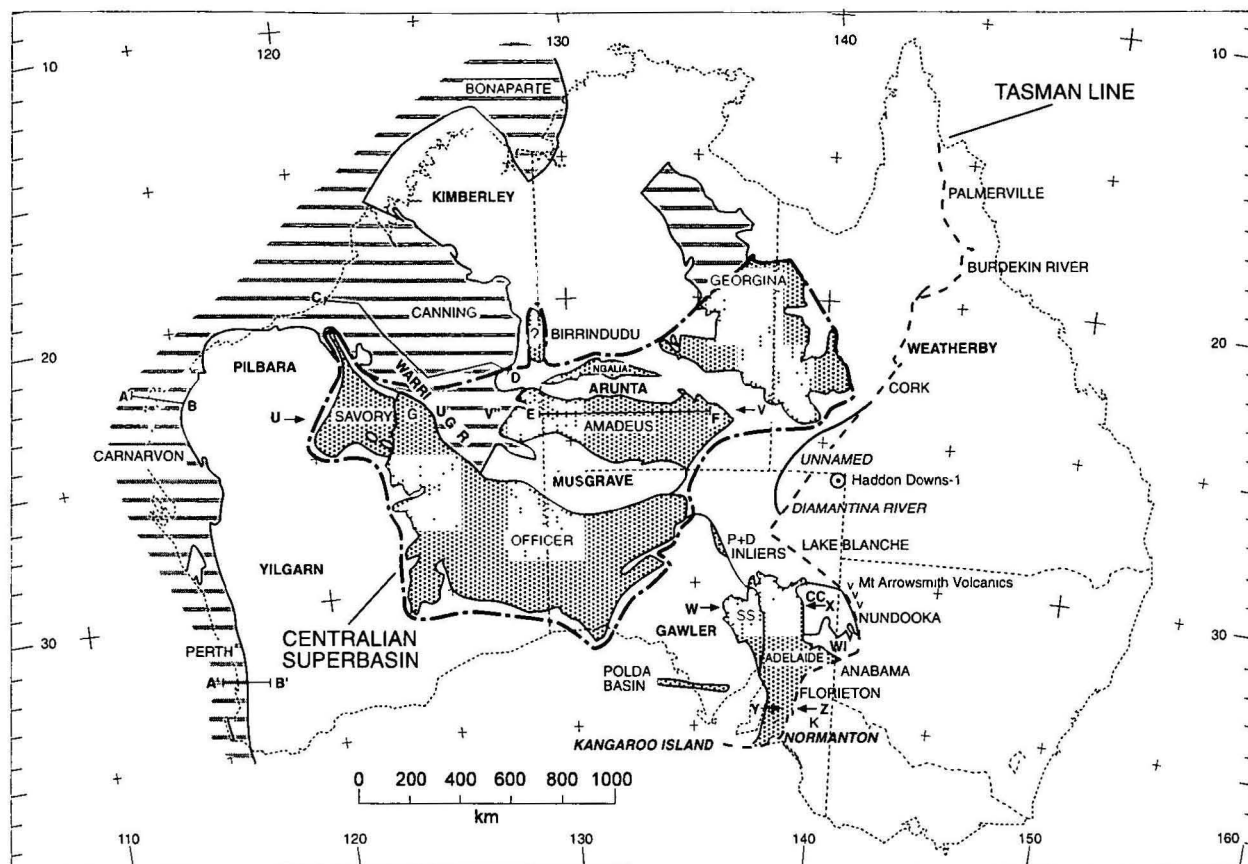 120
130
140
10
10
BONAPARTE
TASMAN LINE
KIMBERLEY
PALMERVILLE
BURDEKIN RIVER
GEORGINA
C
CANNING
?
BIRRINDUDU
WEATHERBY
20
20
PILBARA
WARRI
D
NGALIA
ARUNTA
CORK
A
B
U
SAVORY
G
U'
G R
V"
E
AMADEUS
F
V
CARNARVON
UNNAMED
MUSGRAVE
Haddon Downs-1
DIAMANTINA RIVER
OFFICER
P+D
INLIERS
LAKE BLANCHE
YILGARN
Mt Arrowsmith Volcanics
V
V
V
CC
X
W
SS
NUNDOOKA
GAWLER
CENTRALIAN
SUPERBASIN
30
30
WI
PERTH
ADELAIDE
ANABAMA
A'
B'
POLDA
BASIN
FLORIETON
Y
Z
K
KANGAROO ISLAND
NORMANTON
0 200 400 600 800 1000
km
110
120
130
140
150
160